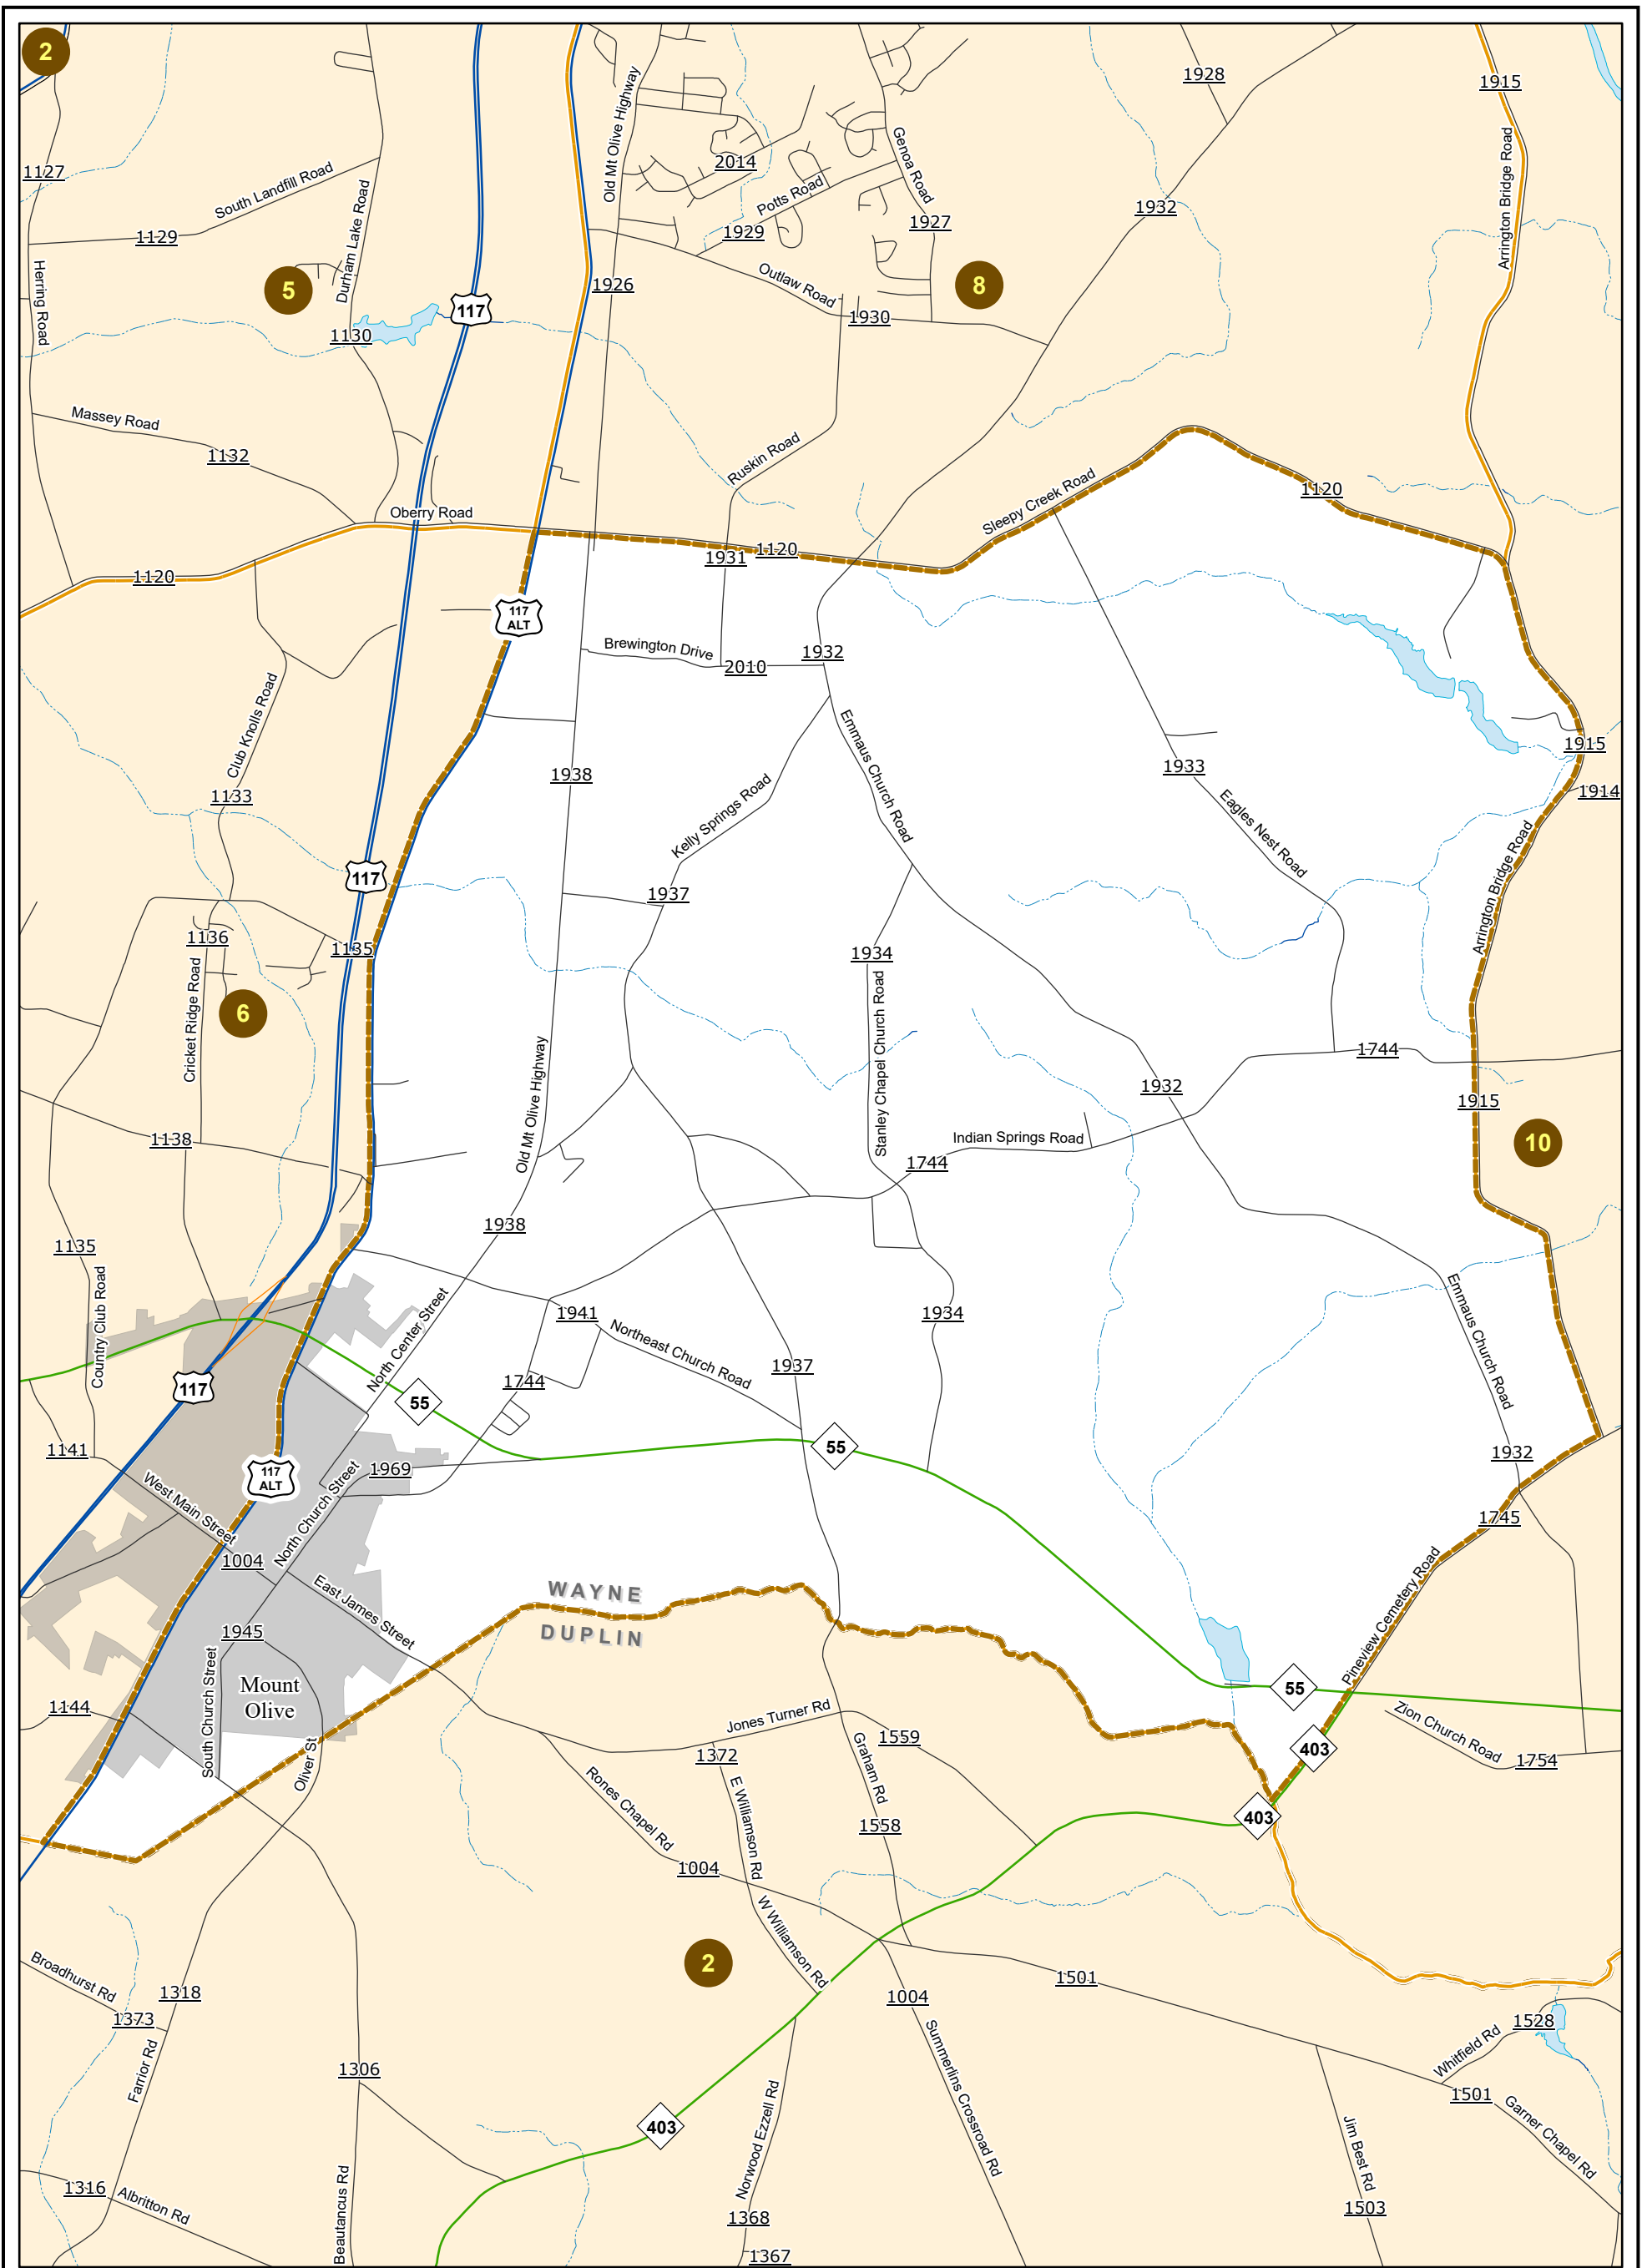 2
1928
1915
Old Mt Olive Highway
1127
2014
Genoa Road
Arrington Bridge Road
South Landfill Road
Potts Road
1932
1129
Durham Lake Road
1929
1927
Herring Road
5
1926
Outlaw Road
8
117
1130
1930
Massey Road
1132
Ruskin Road
Sleepy Creek Road
1120
Oberry Road
1120
1931
1120
117
ALT
Brewington Drive
2010
1932
Club Knolls Road
Emmaus Church Road
1915
1938
1933
1914
1133
Kelly Springs Road
Eagles Nest Road
117
1937
Arrington Bridge Road
1136
1135
1934
Cricket Ridge Road
6
Stanley Chapel Church Road
1744
1932
1915
Old Mt Olive Highway
1138
Indian Springs Road
10
1744
1938
1135
Country Club Road
North Center Street
1941
1934
Emmaus Church Road
Northeast Church Road
1937
117
55
1744
1141
55
1932
117
ALT
1969
West Main Street
North Church Street
1745
1004
East James Street
WAYNE
DUPLIN
Pineview Cemetery Road
1945
Mount
Olive
South Church Street
55
1144
Jones Turner Rd
Zion Church Road
1559
403
1372
Oliver St
Graham Rd
1754
Rones Chapel Rd
E Williamson Rd
403
1558
1004
W Williamson Rd
2
Broadhurst Rd
1501
1318
1004
1373
1528
Whitfield Rd
Farrior Rd
1306
Summerlins Crossroad Rd
1501
Garner Chapel Rd
403
Norwood Ezzell Rd
Jim Best Rd
1316
Albritton Rd
Beautancus Rd
1503
1368
1367